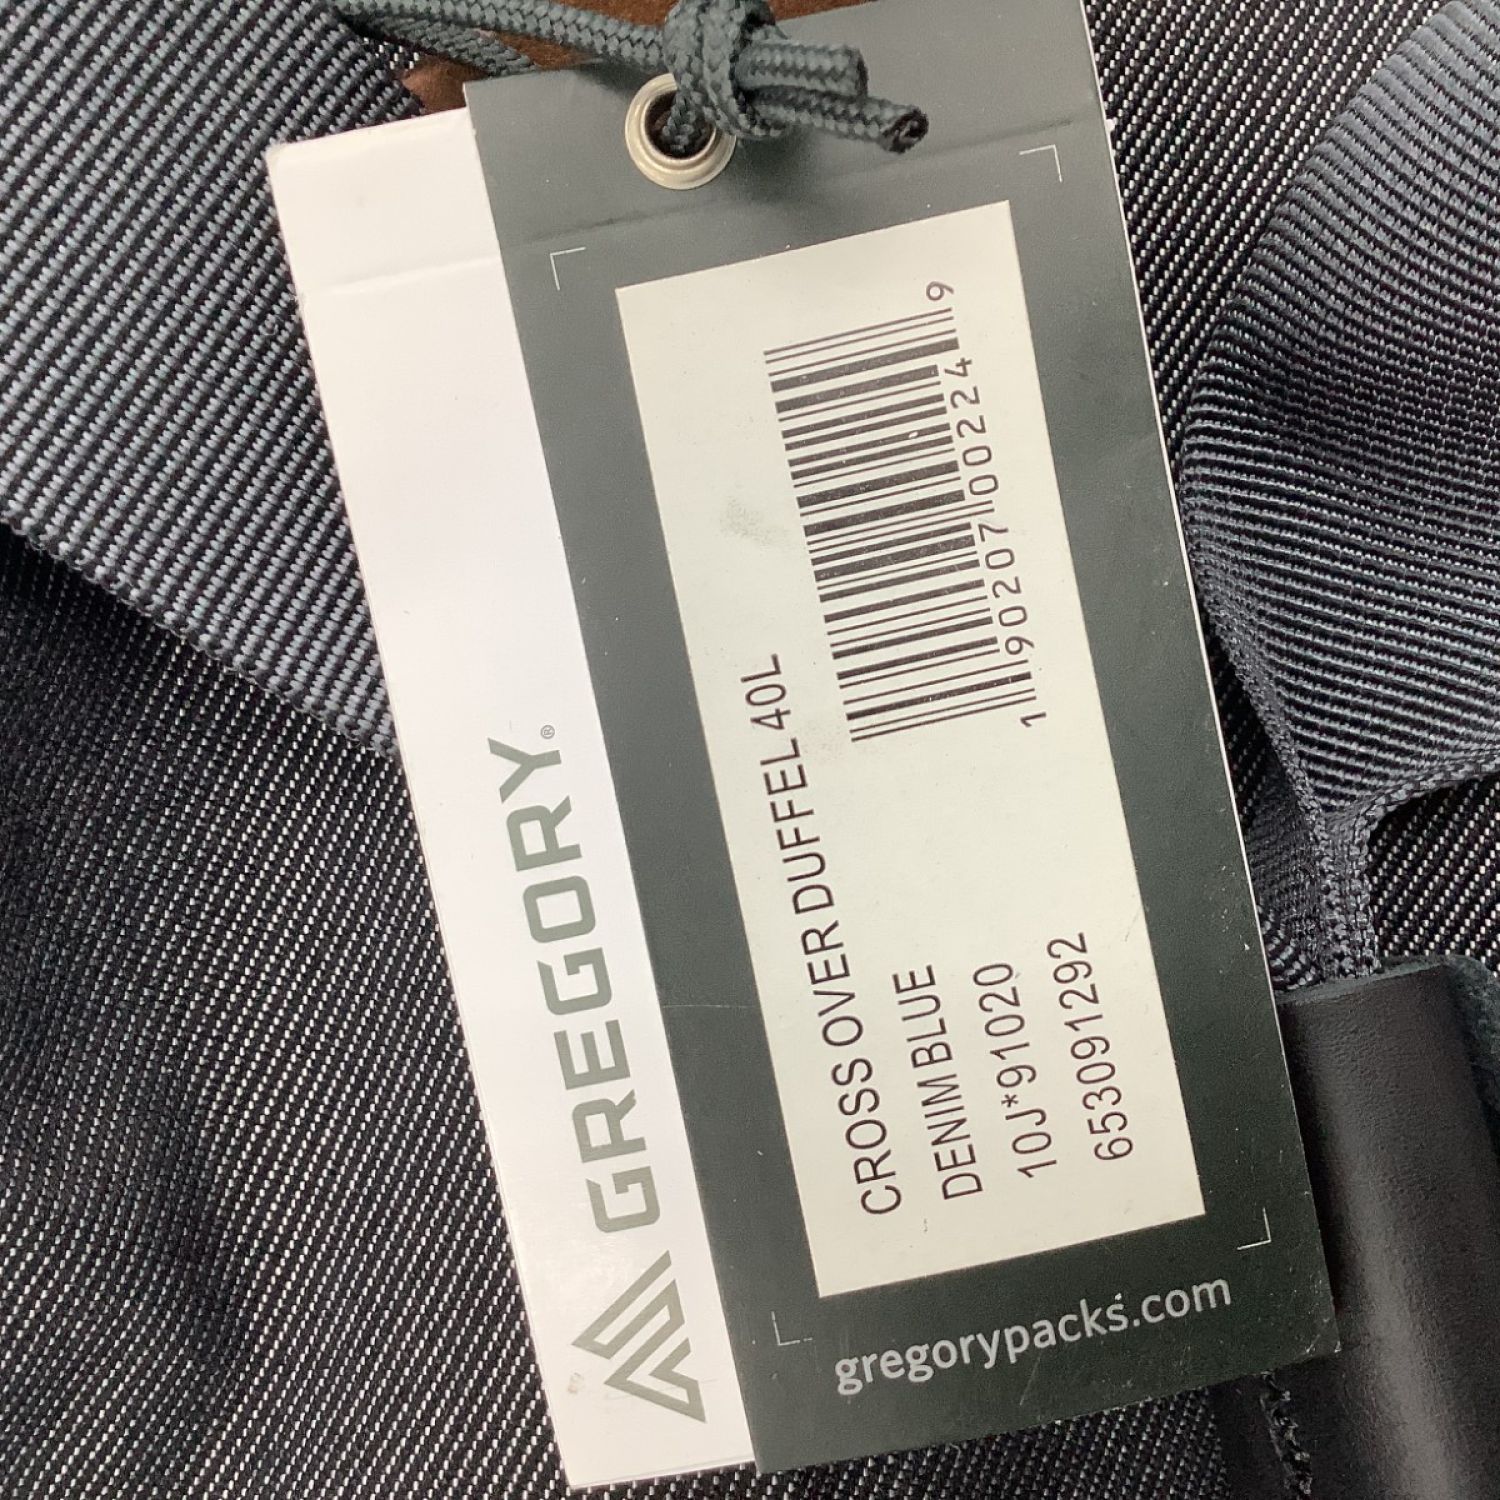 GREGORY®
CROSS OVER DUFFEL 40L
DENIM BLUE
10J*91020
653091292
1 90207 00224 9
gregorypacks.com